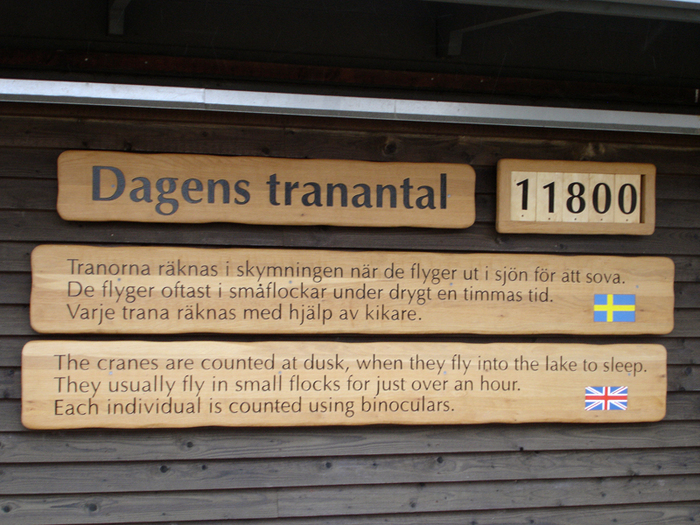 Dagens tranantal
11800
Tranorna räknas i skymningen när de flyger ut i sjön för att sova.
De flyger oftast i småflockar under drygt en timmas tid.
Varje trana räknas med hjälp av kikare.
The cranes are counted at dusk, when they fly into the lake to sleep.
They usually fly in small flocks for just over an hour.
Each individual is counted using binoculars.